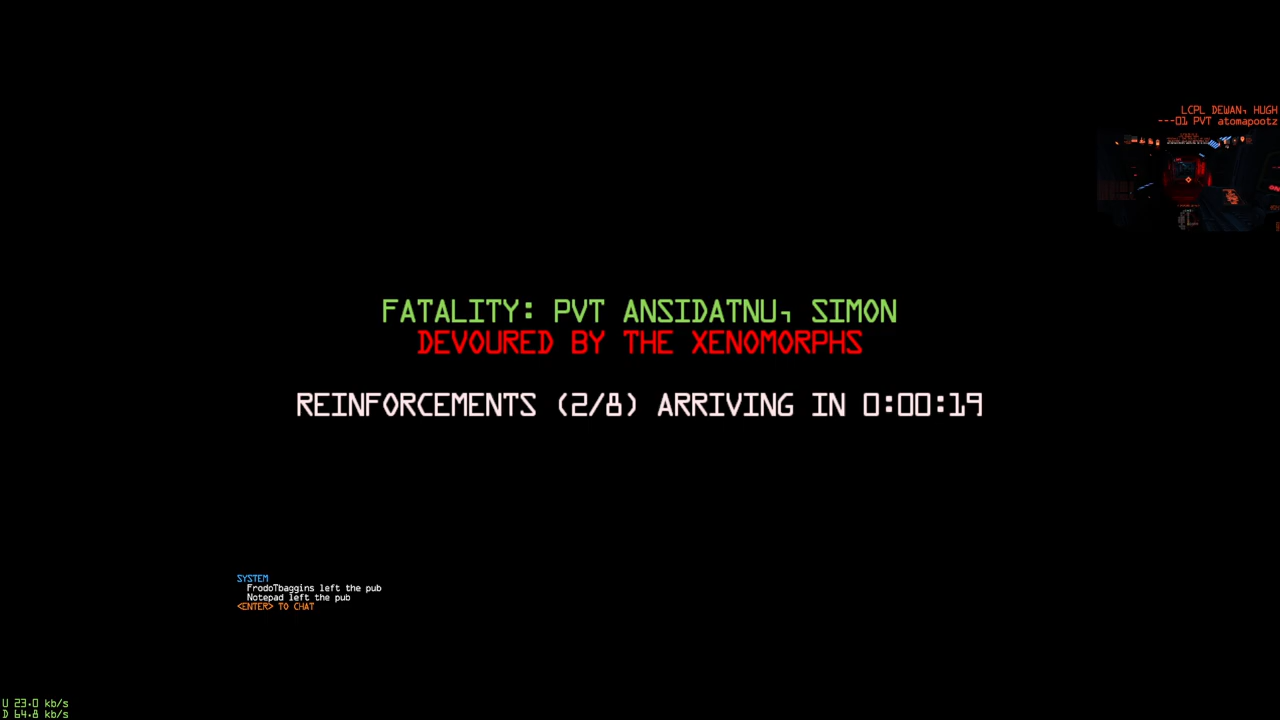 LCPL DEWAN, HUGH
---01 PVT atomapootz
FATALITY: PVT ANSIDATNU, SIMON
DEVOURED BY THE XENOMORPHS
REINFORCEMENTS (2/8) ARRIVING IN 0:00:19
SYSTEM
FrodoTbaggins left the pub
Notepad left the pub
<ENTER> TO CHAT
U 23.0 kb/s
D 64.8 kb/s